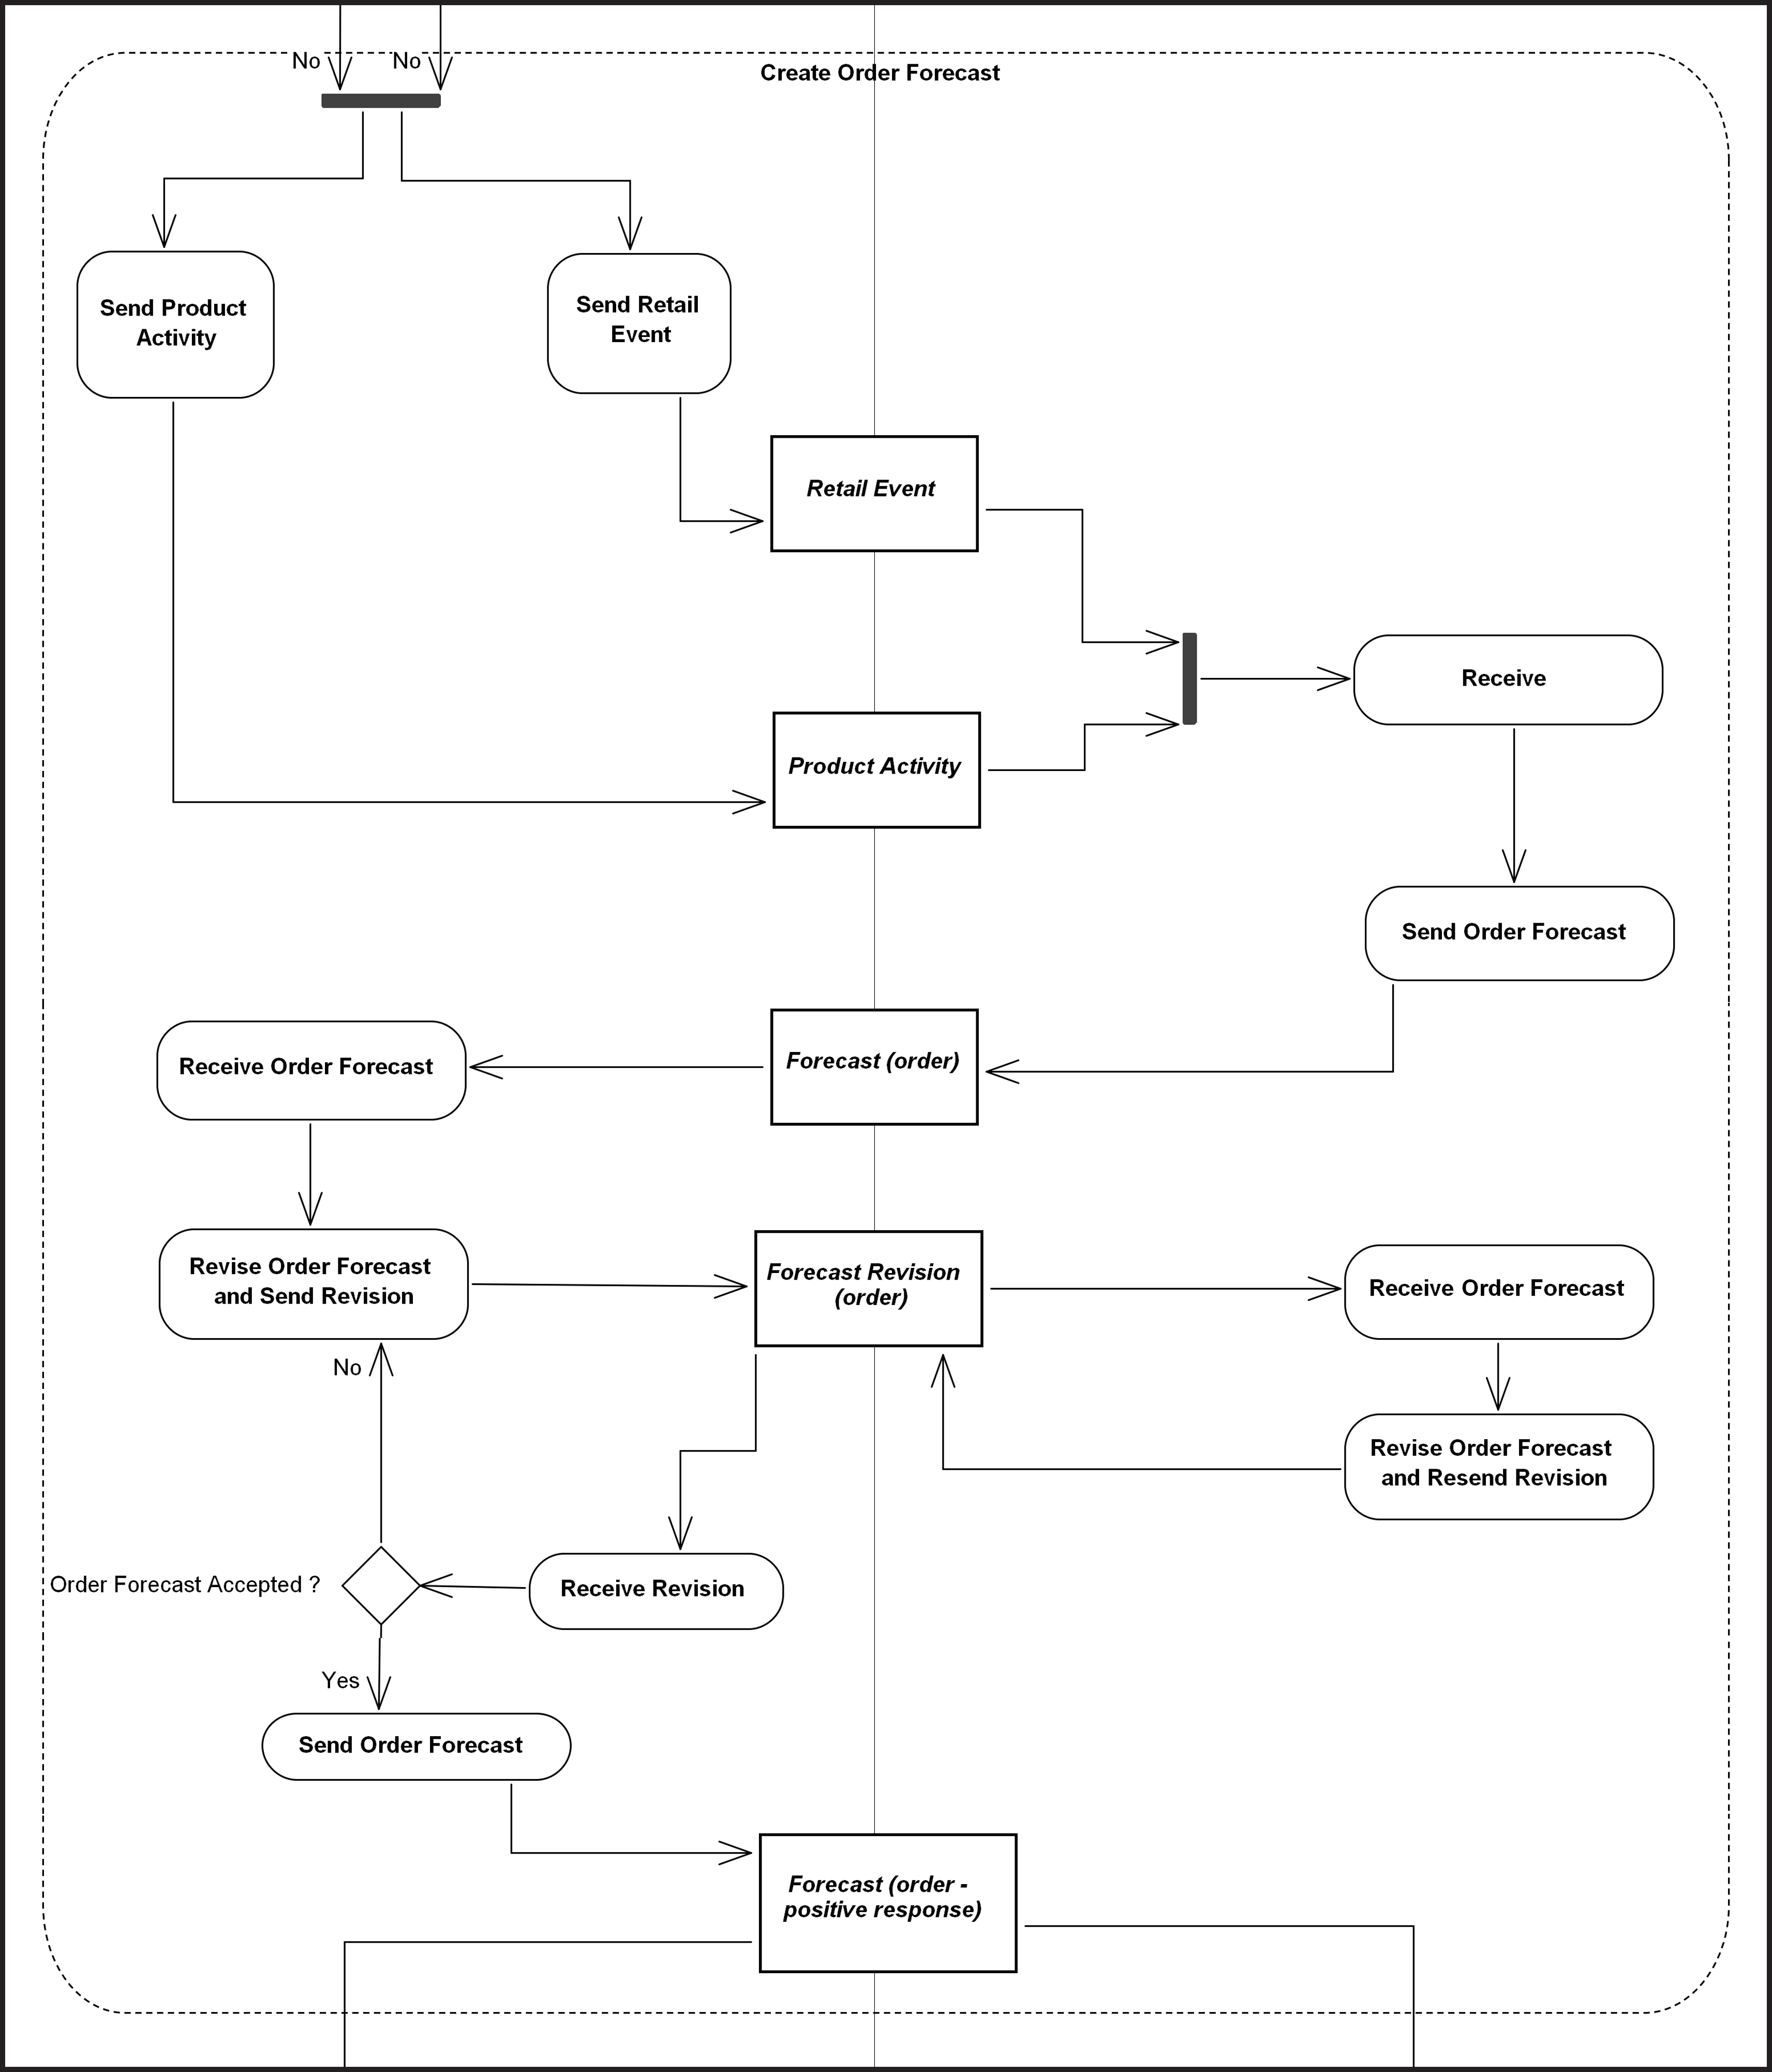 No
No
Create Order Forecast
Send Product
Activity
Send Retail
Event
Retail Event
Receive
Product Activity
Send Order Forecast
Forecast (order)
Receive Order Forecast
Revise Order Forecast
and Send Revision
Forecast Revision
(order)
Receive Order Forecast
No
Revise Order Forecast
and Resend Revision
Order Forecast Accepted ?
Receive Revision
Yes
Send Order Forecast
Forecast (order -
positive response)